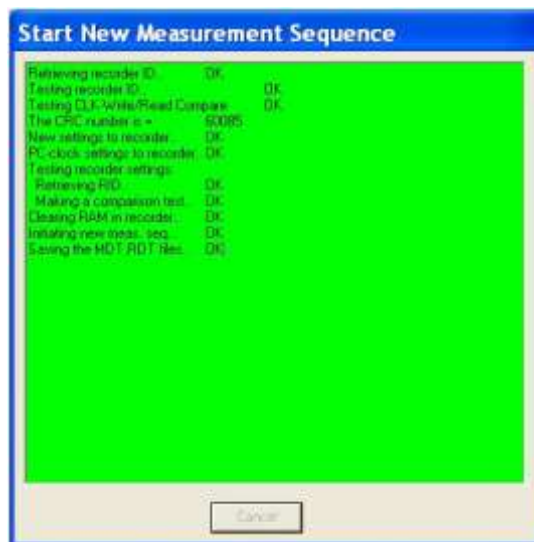 Start New Measurement Sequence
Retrieving recorder ID... OK
Testing recorder ID... OK
Testing CLK-Write/Read Compare OK
The CRC number is = 60085
New settings to recorder... OK
PC-clock settings to recorder. OK
Testing recorder settings:
Retrieving RID... OK
Making a comparison test... OK
Clearing RAM in recorder... OK
Initiating new meas. seq... OK
Saving the MDT,RDT files... OK
Cancel